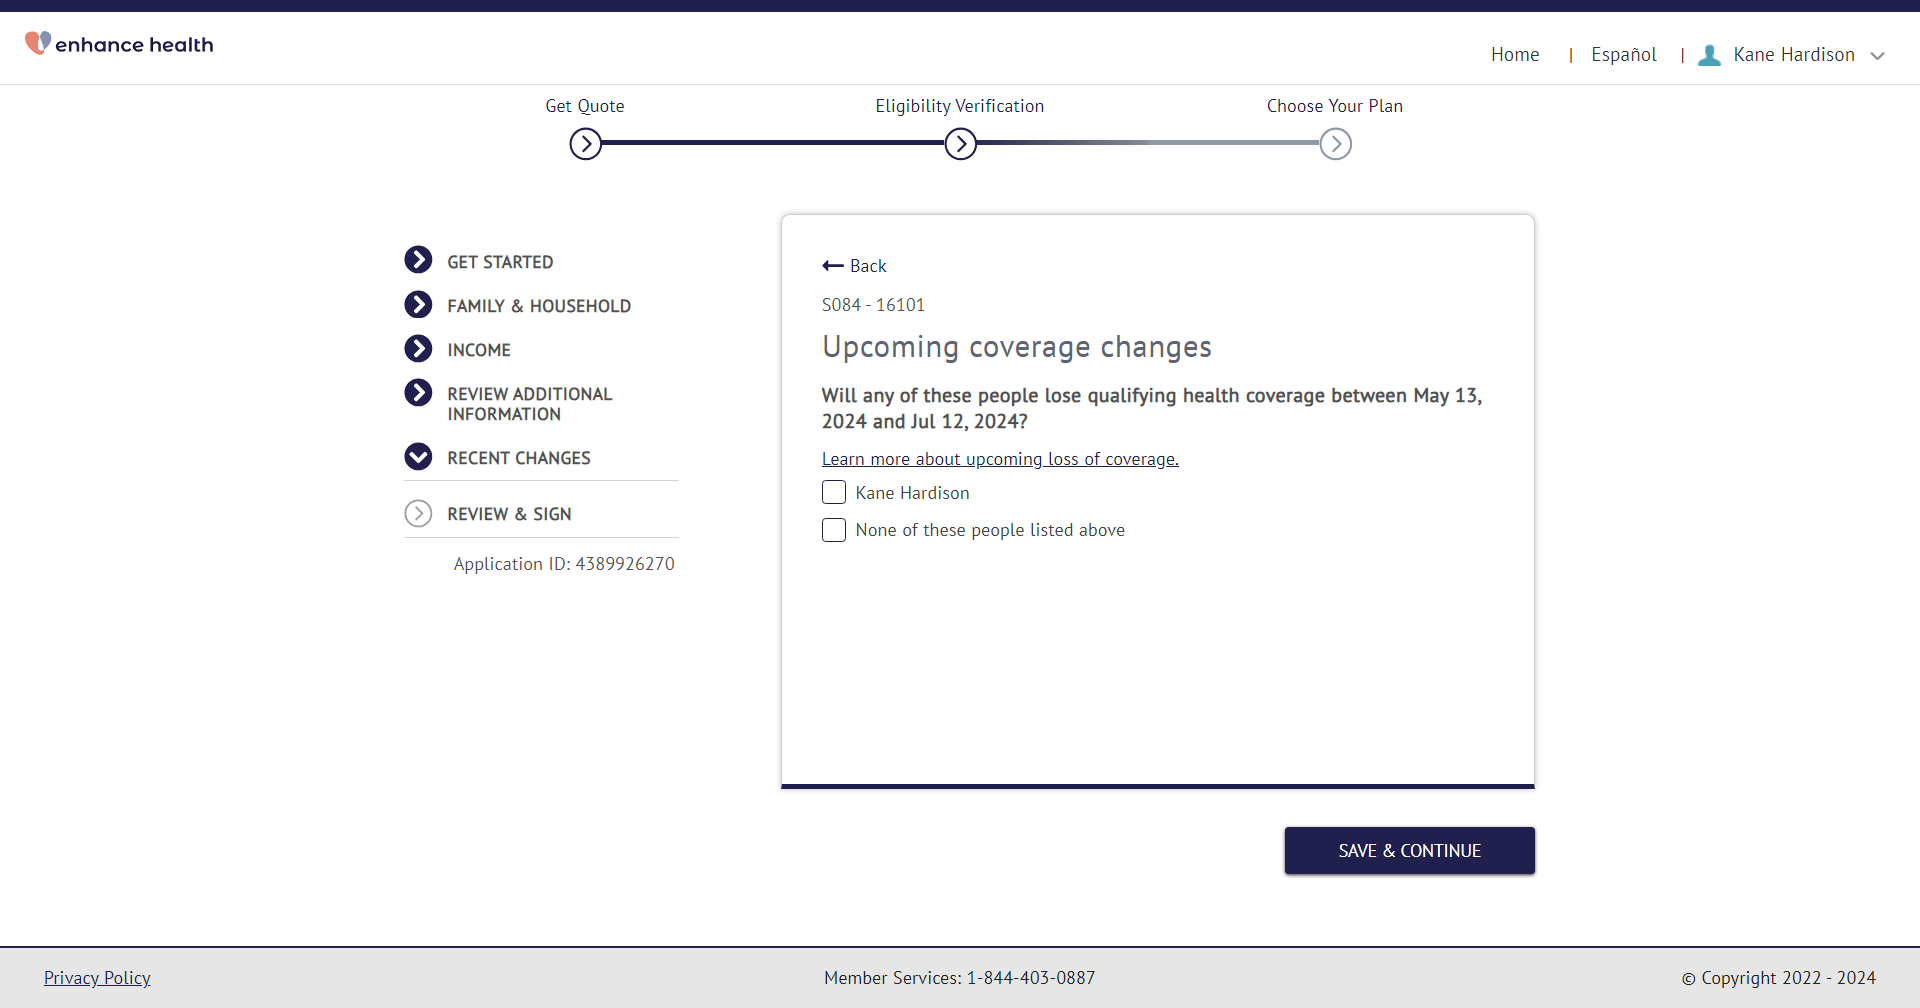 enhance health
Home | Español | Kane Hardison
Get Quote
Eligibility Verification
Choose Your Plan
GET STARTED
FAMILY & HOUSEHOLD
INCOME
REVIEW ADDITIONAL
INFORMATION
RECENT CHANGES
REVIEW & SIGN
Application ID: 4389926270
Back
S084 - 16101
Upcoming coverage changes
Will any of these people lose qualifying health coverage between May 13,
2024 and Jul 12, 2024?
Learn more about upcoming loss of coverage.
Kane Hardison
None of these people listed above
SAVE & CONTINUE
Privacy Policy
Member Services: 1-844-403-0887
© Copyright 2022 - 2024